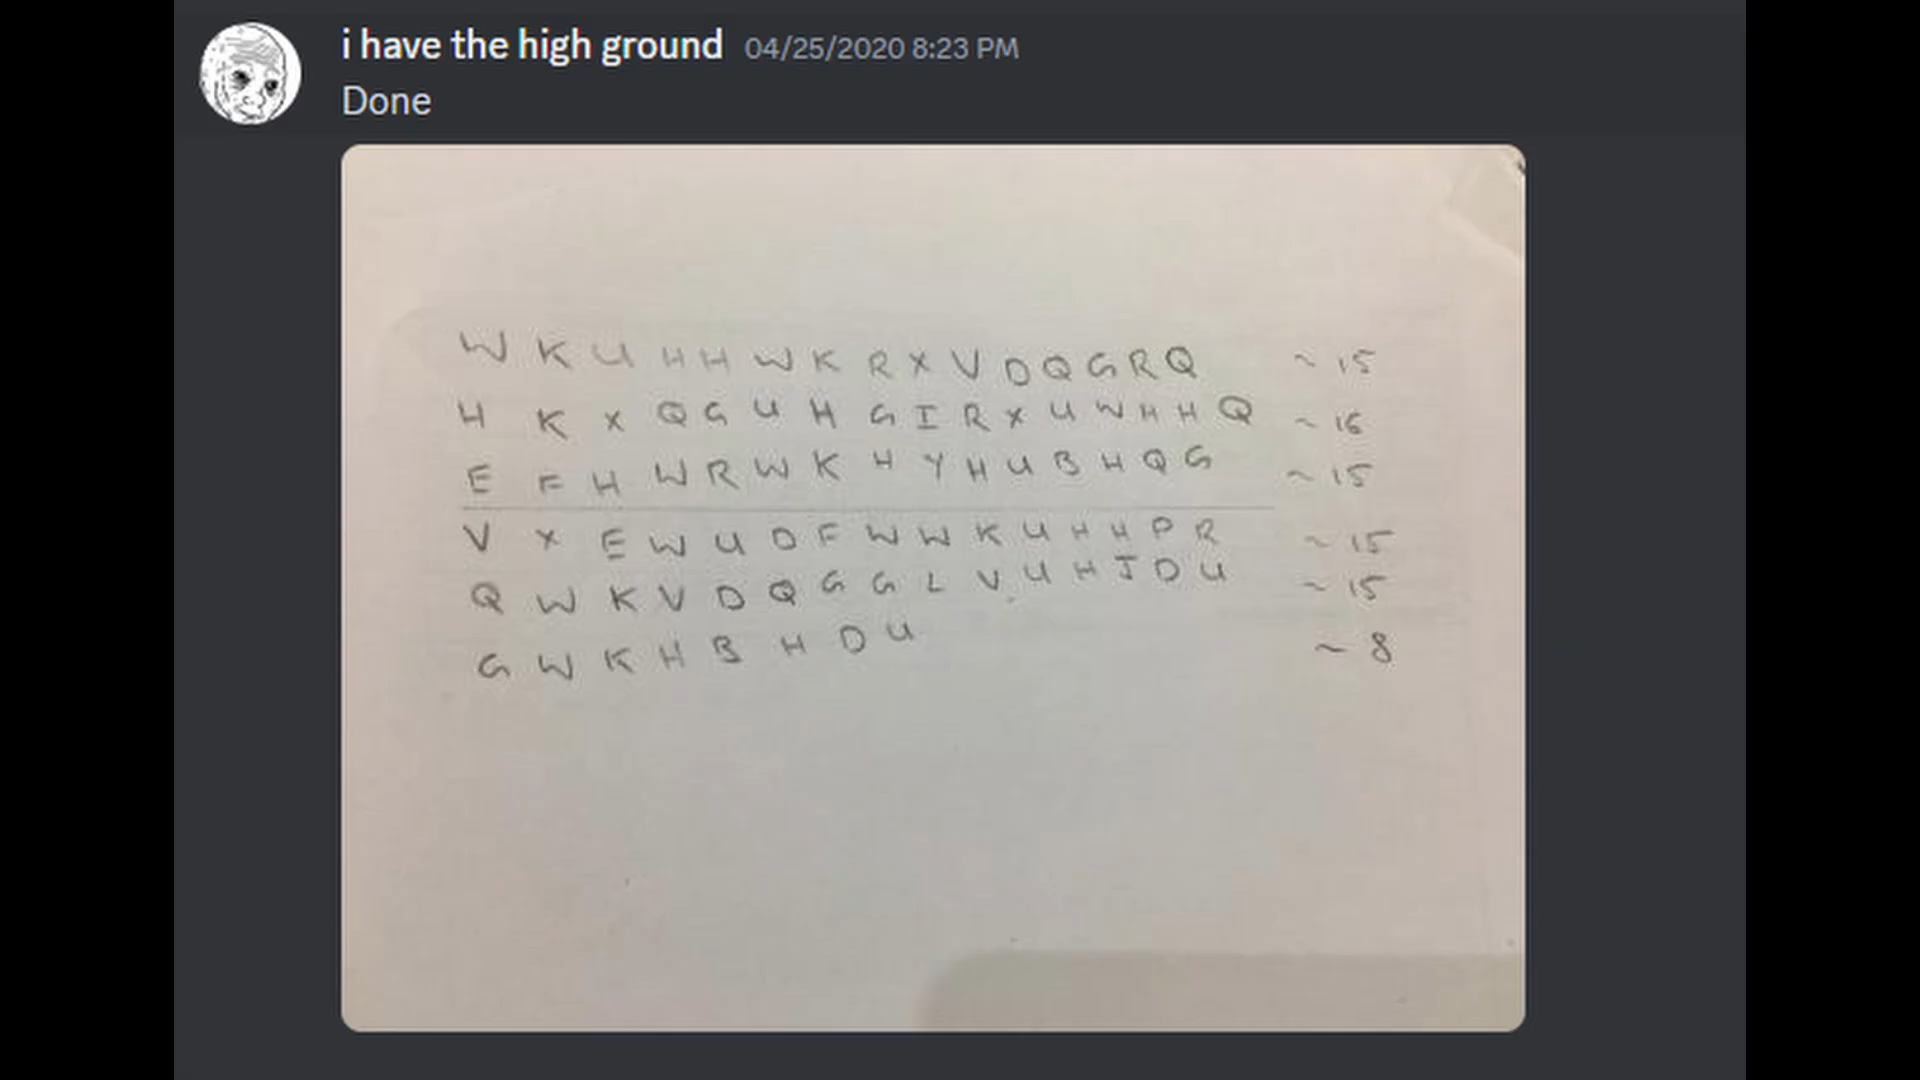 i have the high ground 04/25/2020 8:23 PM
Done
W K U H H W K R X V D Q G R Q ~ 15
H K X Q G U H G I R X U W H H Q ~ 16
E F H W R W K H Y H U B H Q G ~ 15
V X E W U D F W W K U H H P R ~ 15
Q W K V D Q G G L V U H J D U ~ 15
G W K H B H D U ~ 8